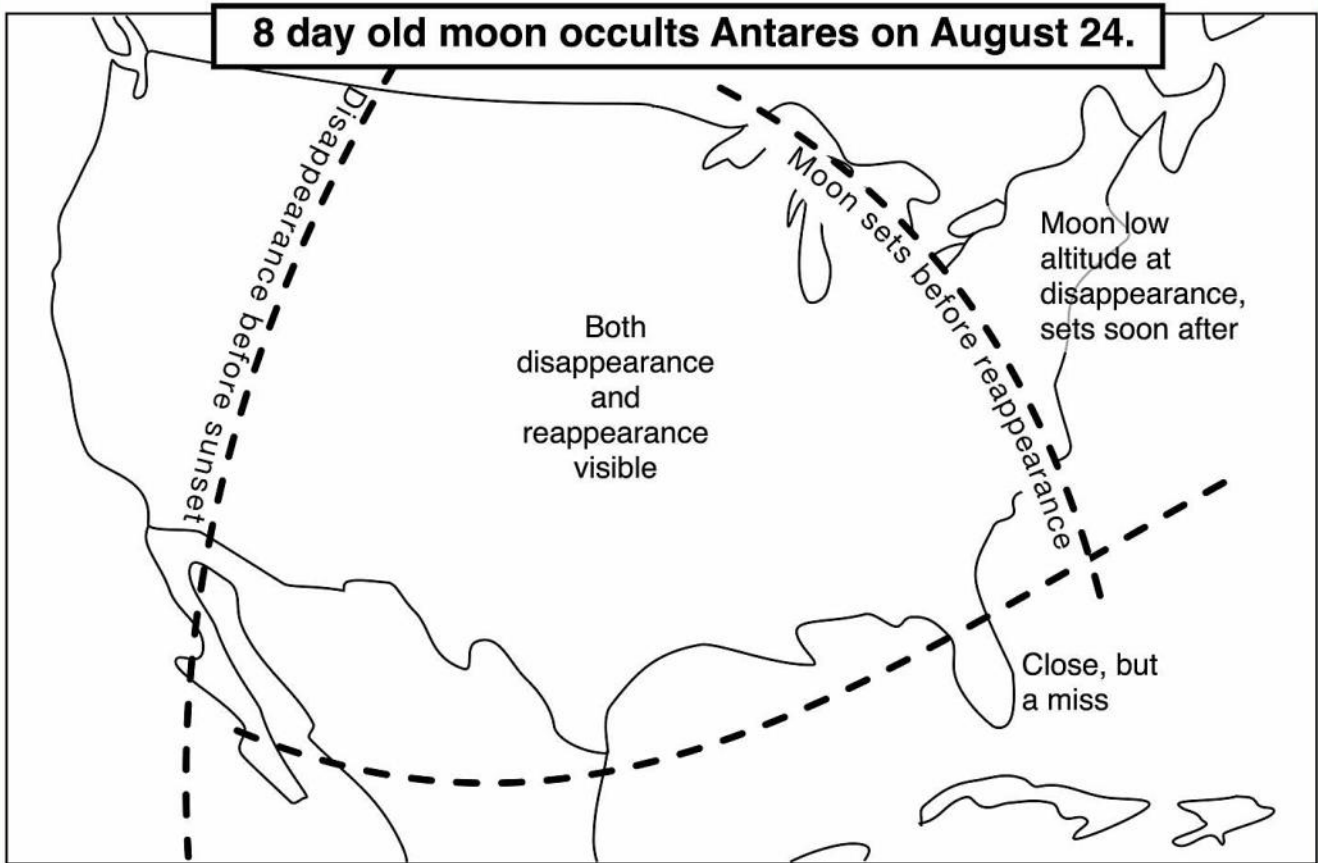 8 day old moon occults Antares on August 24.
Disappearance before sunset
Moon sets before reappearance
Moon low
altitude at
disappearance,
sets soon after
Both
disappearance
and
reappearance
visible
Close, but
a miss